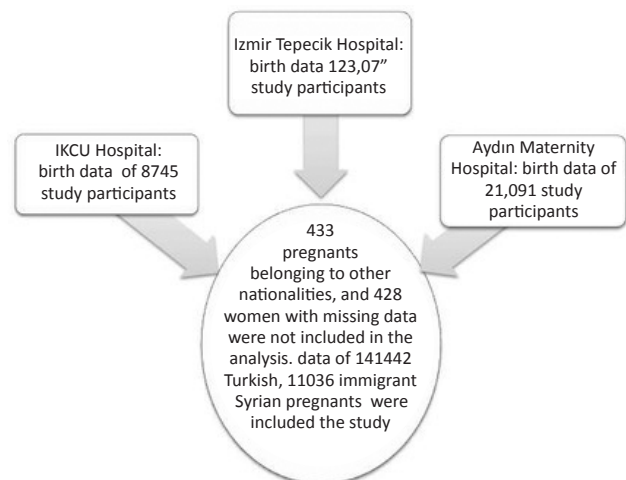 Izmir Tepecik Hospital:
birth data 123,07”
study participants
IKCU Hospital:
birth data of 8745
study participants
Aydın Maternity
Hospital: birth data of
21,091 study
participants
433
pregnants
belonging to other
nationalities, and 428
women with missing data
were not included in the
analysis. data of 141442
Turkish, 11036 immigrant
Syrian pregnants were
included the study